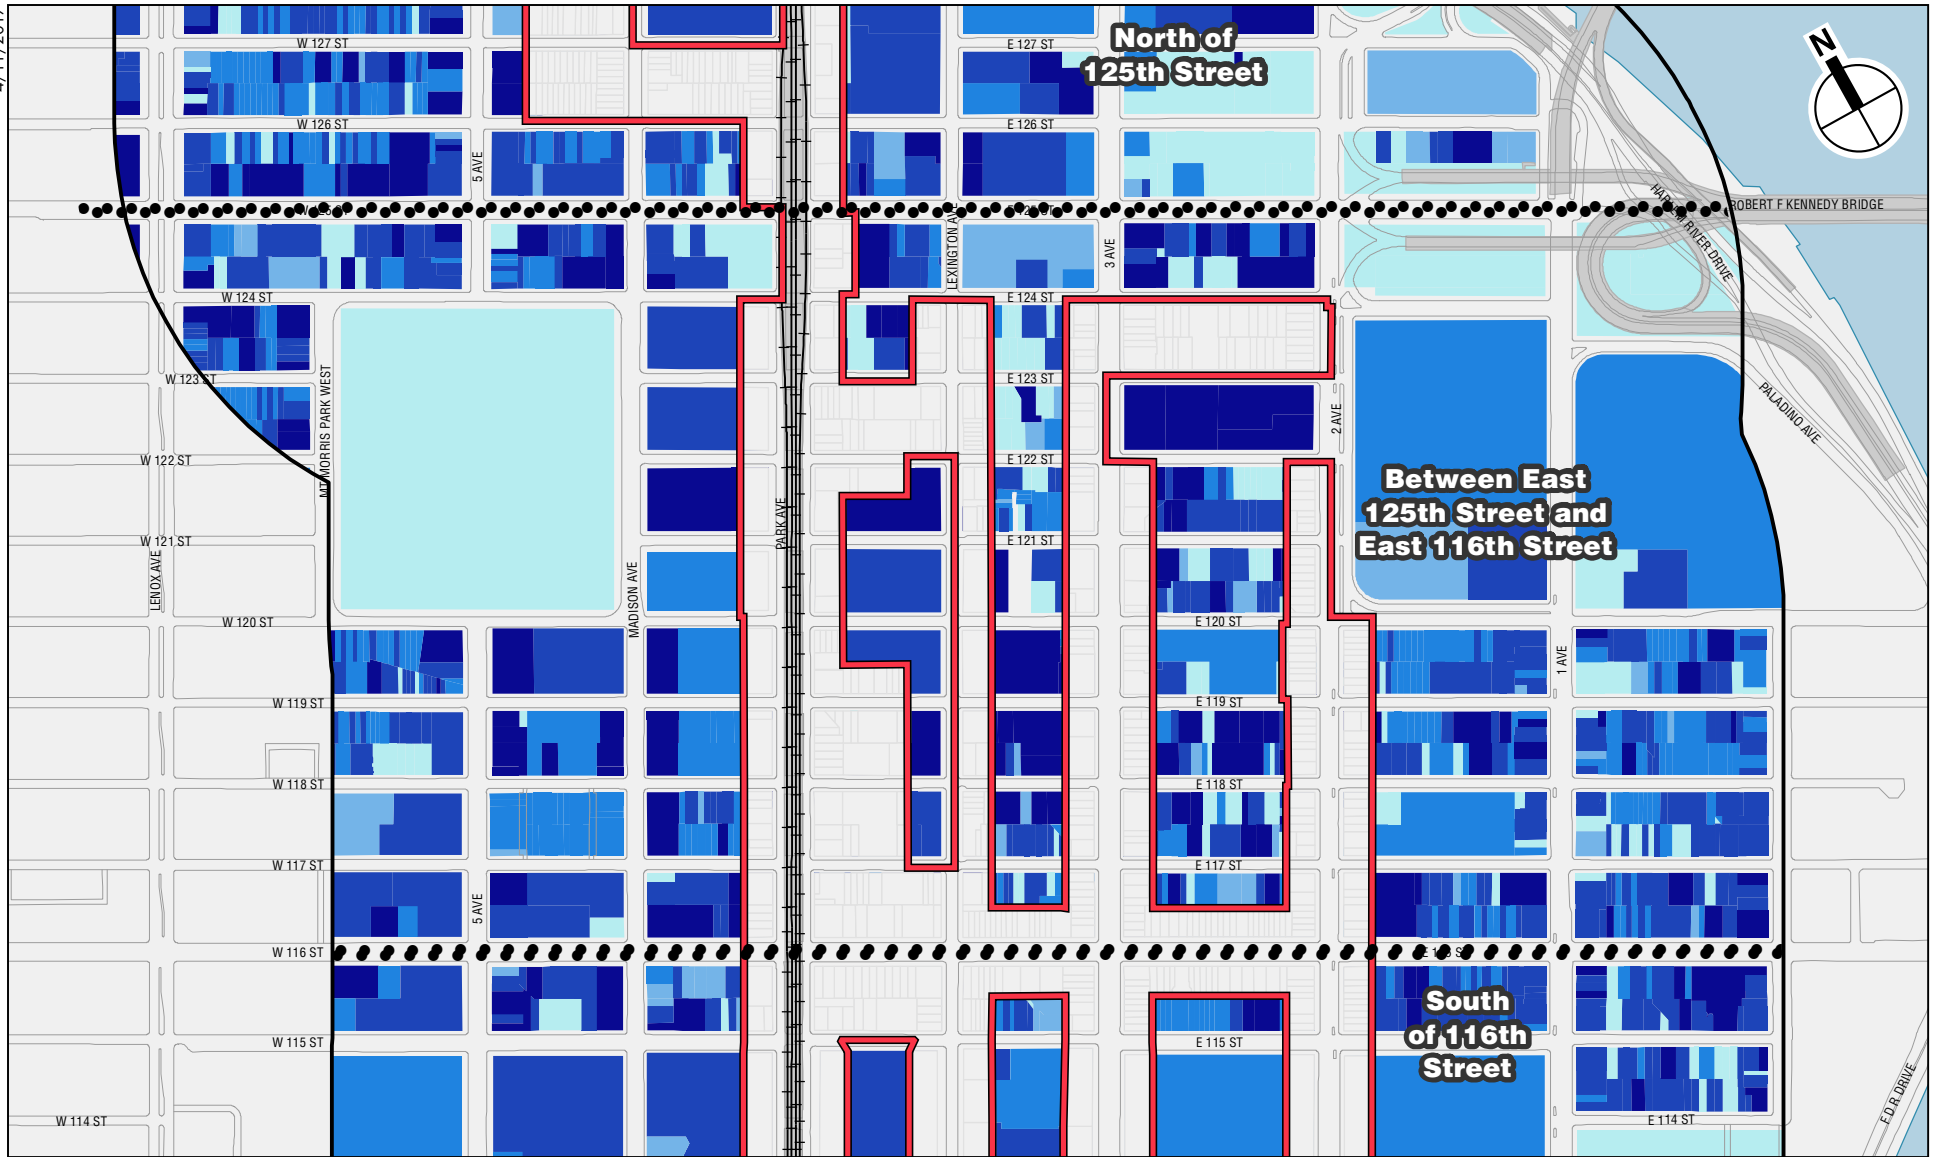 W 127 ST
E 127 ST
North of
125th Street
N
W 126 ST
E 126 ST
5 AVE
HARLEM RIVER DRIVE
ROBERT F KENNEDY BRIDGE
LEXINGTON AVE
3 AVE
W 124 ST
E 124 ST
W 123 ST
E 123 ST
MT MORRIS PARK WEST
2 AVE
PALADINO AVE
W 122 ST
E 122 ST
Between East
125th Street and
East 116th Street
PARK AVE
W 121 ST
E 121 ST
LENOX AVE
MADISON AVE
W 120 ST
E 120 ST
1 AVE
W 119 ST
E 119 ST
W 118 ST
E 118 ST
W 117 ST
E 117 ST
5 AVE
W 116 ST
South
of 116th
Street
W 115 ST
E 115 ST
W 114 ST
E 114 ST
F D R DRIVE